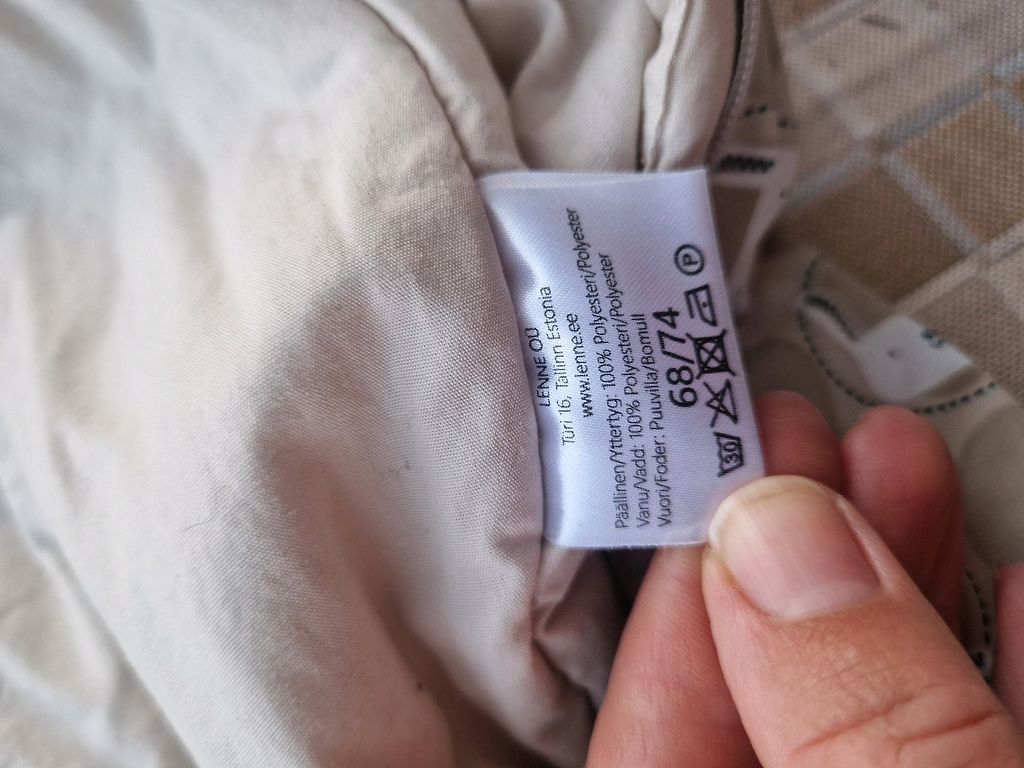 LENNE OÜ
Türi 16, Tallinn Estonia
www.lenne.ee
Päällinen/Yttertyg: 100% Polyesteri/Polyester
Vanu/Vadd: 100% Polyesteri/Polyester
Vuori/Foder: Puuvilla/Bomull
68/74
30 P